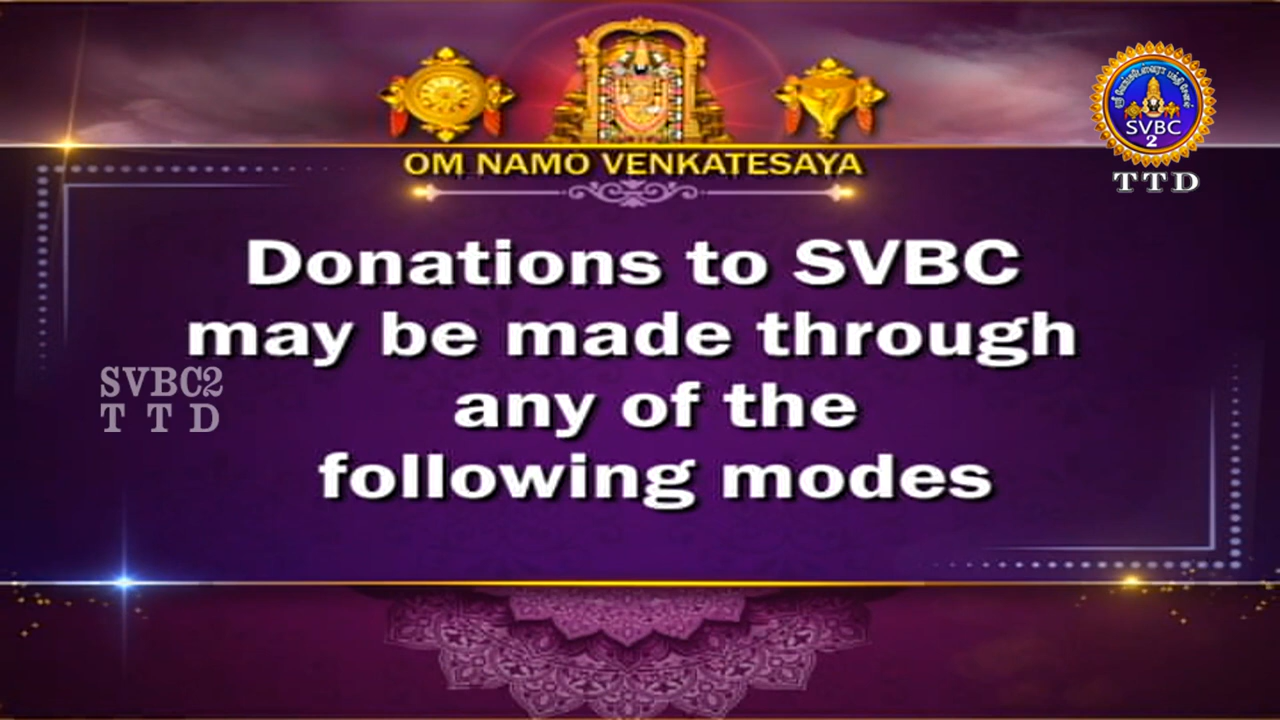 OM NAMO VENKATESAYA
SVBC
2
TTD
Donations to SVBC
may be made through
any of the
following modes
SVBC2
TTD